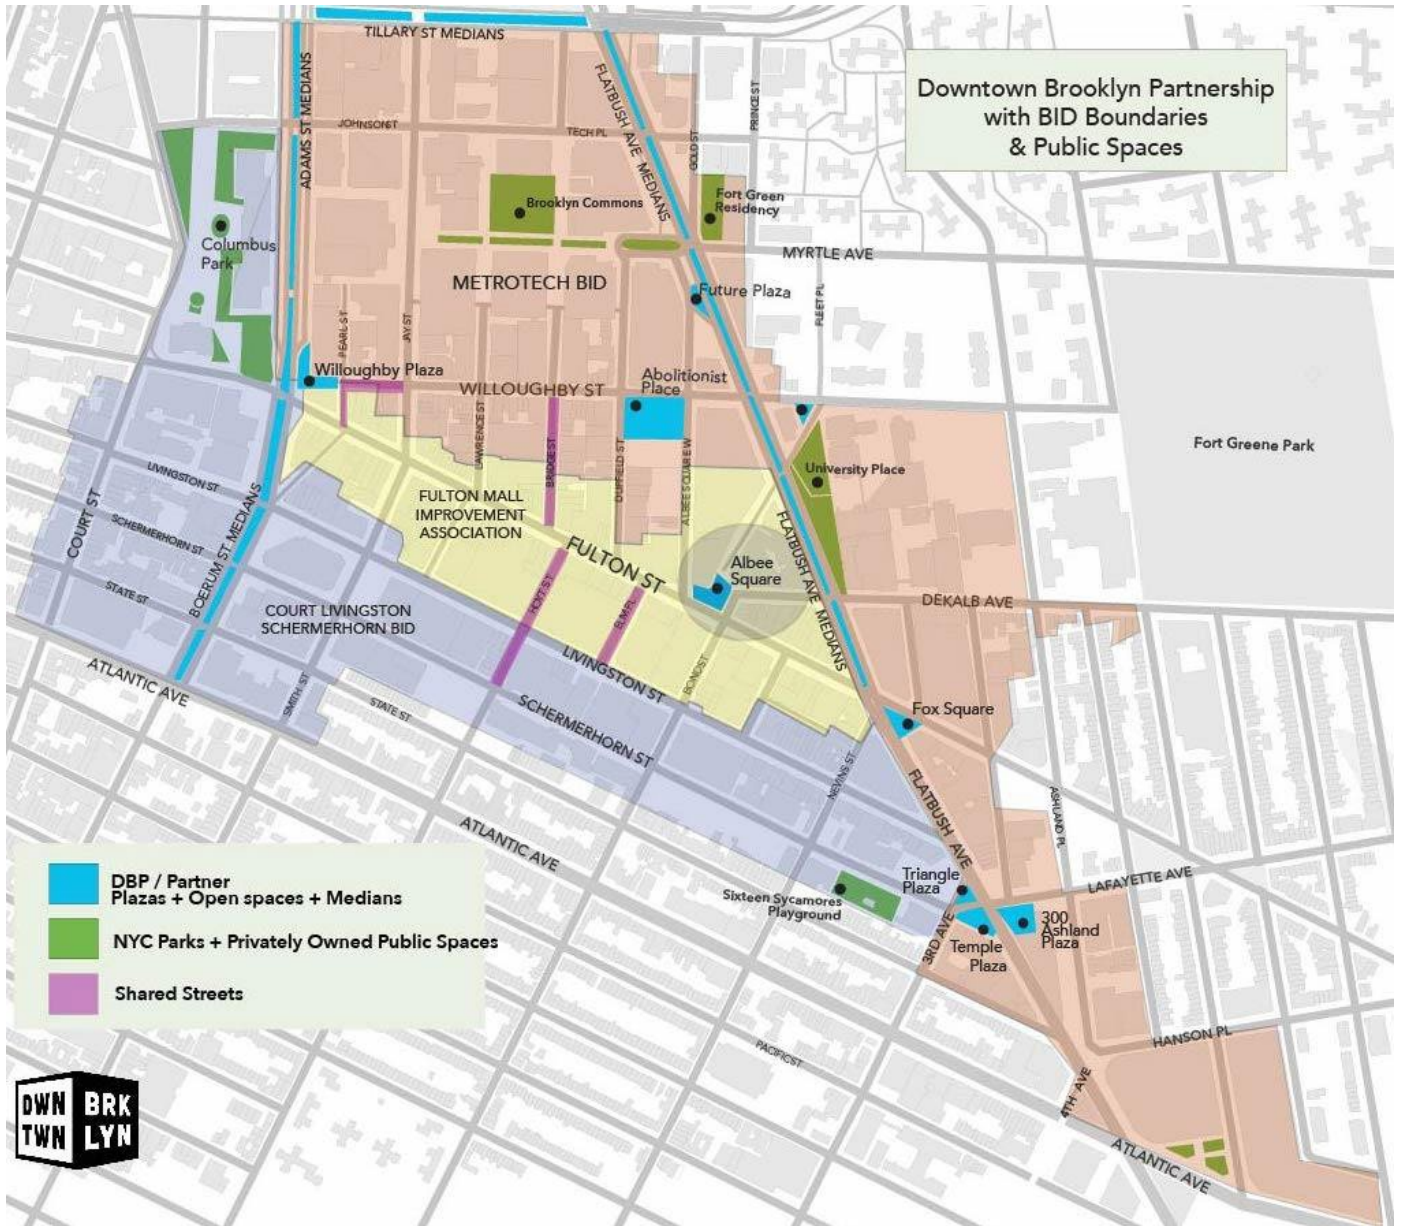 TILLARY ST MEDIANS
Downtown Brooklyn Partnership
with BID Boundaries
& Public Spaces
ADAMS ST MEDIANS
FLATBUSH AVE MEDIANS
PRINCE ST
JOHNSON ST
TECH PL
GOLD ST
Brooklyn Commons
Fort Green
Residency
Columbus
Park
MYRTLE AVE
METROTECH BID
Future Plaza
FLEET PL
PEARL ST
JAY ST
Willoughby Plaza
WILLOUGHBY ST
Abolitionist
Place
LAWRENCE ST
BRIDGE ST
DUFFIELD ST
ALBEE SQUARE W
University Place
Fort Greene Park
LIVINGSTON ST
COURT ST
SCHERMERHORN ST
STATE ST
BOERUM ST MEDIANS
FULTON MALL
IMPROVEMENT
ASSOCIATION
FULTON ST
FLATBUSH AVE MEDIANS
Albee
Square
HOYT ST
ELM PL
DEKALB AVE
COURT LIVINGSTON
SCHERMERHORN BID
ATLANTIC AVE
SMITH ST
STATE ST
LIVINGSTON ST
BOND ST
SCHERMERHORN ST
NEVINS ST
Fox Square
FLATBUSH AVE
ASHLAND PL
ATLANTIC AVE
LAFAYETTE AVE
Triangle
Plaza
Sixteen Sycamores
Playground
3RD AVE
Temple
Plaza
300
Ashland
Plaza
DBP / Partner
Plazas + Open spaces + Medians
NYC Parks + Privately Owned Public Spaces
Shared Streets
PACIFIC ST
HANSON PL
4TH AVE
ATLANTIC AVE
DWN
TWN
BRK
LYN